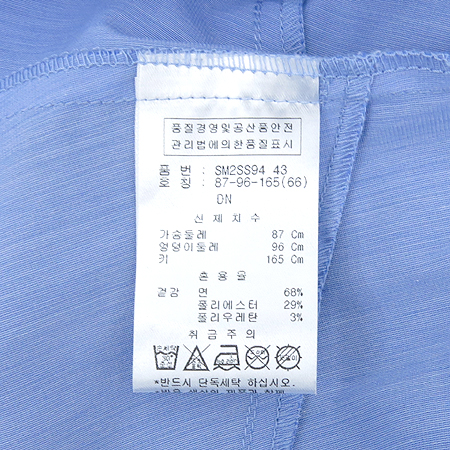 품질경영및공산품안전
관리법에의한품질표시
품 번 : SM2SS94 43
호 칭 : 87-96-165(66)
DN
신 체 치 수
가슴둘레 87 Cm
엉덩이둘레 96 Cm
키 165 Cm
혼 용 율
겉감 면 68%
폴리에스터 29%
폴리우레탄 3%
취 급 주 의
*반드시 단독세탁 하십시오.